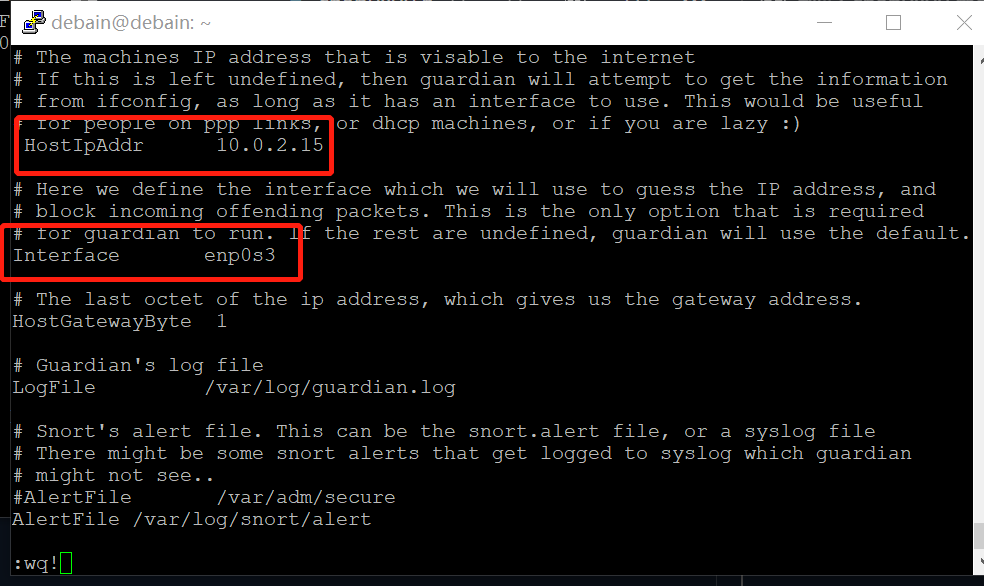 debain@debain: ~
# The machines IP address that is visable to the internet
# If this is left undefined, then guardian will attempt to get the information
# from ifconfig, as long as it has an interface to use. This would be useful
# for people on ppp links, or dhcp machines, or if you are lazy :)
HostIpAddr      10.0.2.15
# Here we define the interface which we will use to guess the IP address, and
# block incoming offending packets. This is the only option that is required
# for guardian to run. If the rest are undefined, guardian will use the default.
Interface       enp0s3
# The last octet of the ip address, which gives us the gateway address.
HostGatewayByte  1
# Guardian's log file
LogFile         /var/log/guardian.log
# Snort's alert file. This can be the snort.alert file, or a syslog file
# There might be some snort alerts that get logged to syslog which guardian
# might not see..
#AlertFile       /var/adm/secure
AlertFile /var/log/snort/alert
:wq!